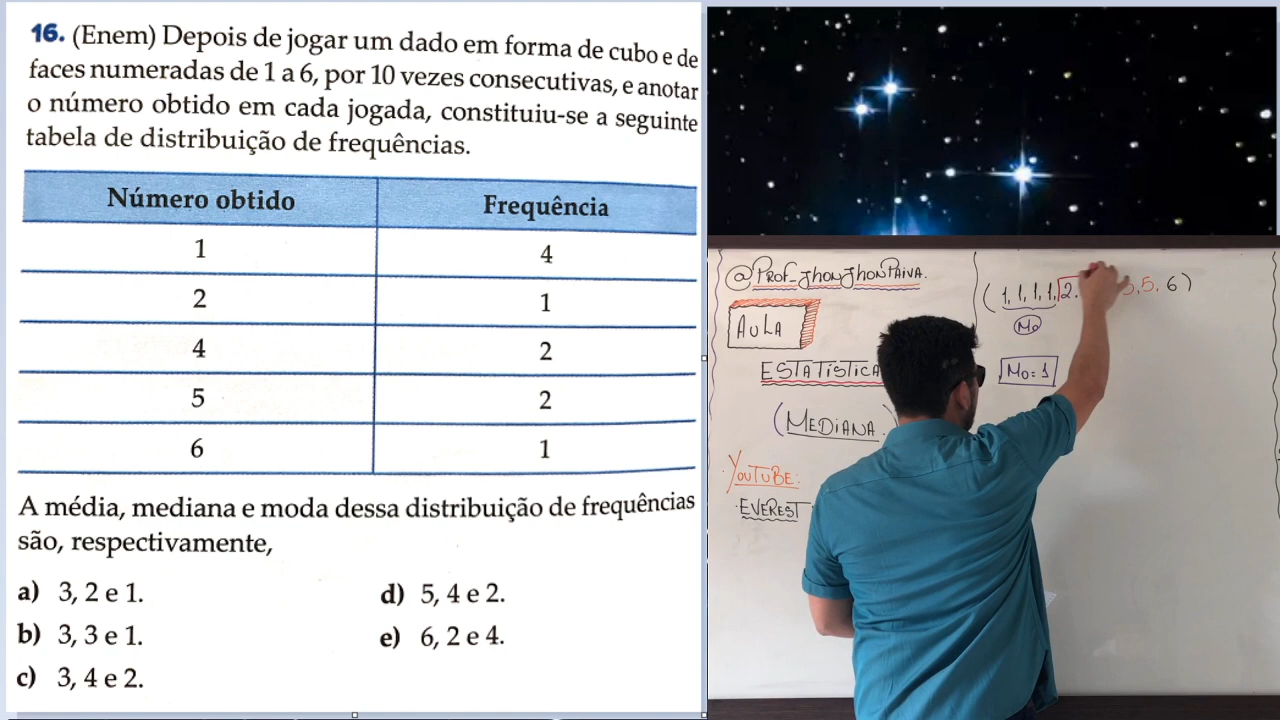 16. (Enem) Depois de jogar um dado em forma de cubo e de
faces numeradas de 1 a 6, por 10 vezes consecutivas, e anotar
o número obtido em cada jogada, constituiu-se a seguinte
tabela de distribuição de frequências.
Número obtido Frequência
1 4
2 1
4 2
5 2
6 1
A média, mediana e moda dessa distribuição de frequências
são, respectivamente,
a) 3, 2 e 1.
b) 3, 3 e 1.
c) 3, 4 e 2.
d) 5, 4 e 2.
e) 6, 2 e 4.
@Prof_JhonJhonPaiva.
AULA
ESTATÍSTICA
(MEDIANA
YOUTUBE:
EVEREST
(1, 1, 1, 1, 2, 5, 5, 6)
Mo
Mo = 1